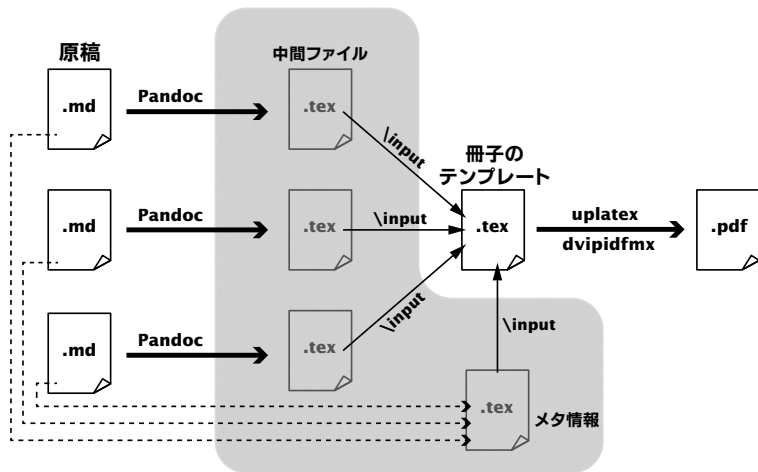 原稿
中間ファイル
.md
Pandoc
.tex
\input
冊子の
テンプレート
.md
Pandoc
.tex
\input
.tex
uplatex
dvipidfmx
.pdf
\input
.md
Pandoc
.tex
\input
.tex
メタ情報